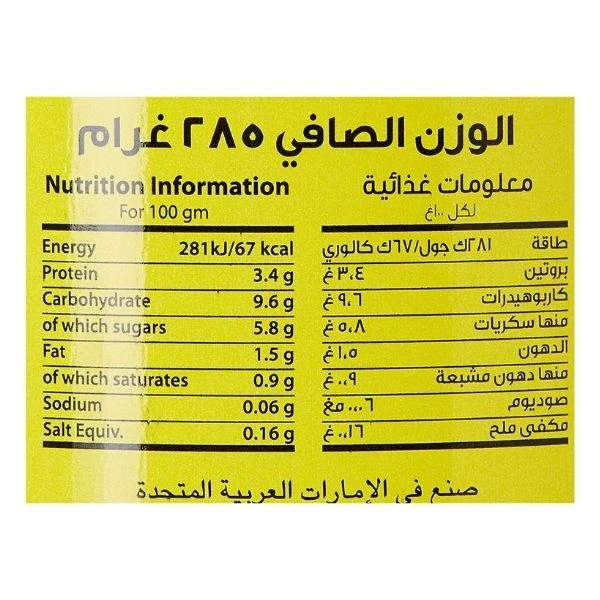 الوزن الصافي ٢٨٥ غرام
Nutrition Information
For 100 gm
Energy 281kJ/67 kcal
Protein 3.4 g
Carbohydrate 9.6 g
of which sugars 5.8 g
Fat 1.5 g
of which saturates 0.9 g
Sodium 0.06 g
Salt Equiv. 0.16 g
معلومات غذائية
لكل ١٠٠غ
طاقة ٢٨١ك جول/٦٧ك كالوري
بروتين ٣،٤ غ
كاربوهيدرات ٩،٦ غ
منها سكريات ٥،٨ غ
الدهون ١،٥ غ
منها دهون مشبعة ٠،٩ غ
صوديوم ٠،٠٦ مغ
مكفى ملح ٠،١٦ غ
صنع في الإمارات العربية المتحدة